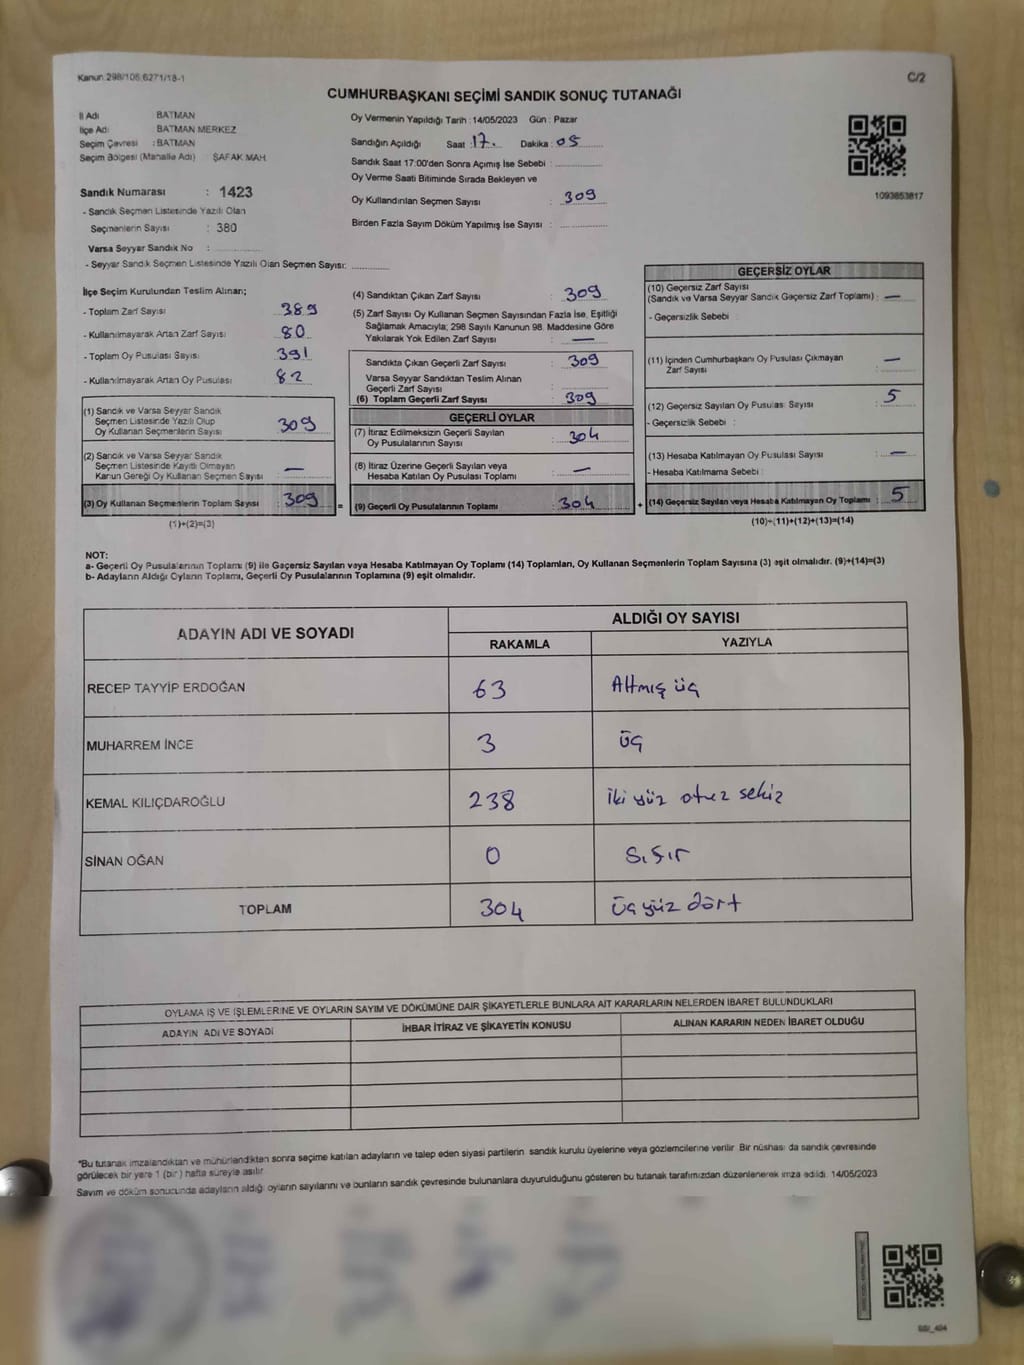 Kanun:298/106;6271/18-1
C/2
CUMHURBAŞKANI SEÇİMİ SANDIK SONUÇ TUTANAĞI
İl Adı BATMAN
İlçe Adı BATMAN MERKEZ
Seçim Çevresi : BATMAN
Seçim Bölgesi (Mahalle Adı) ŞAFAK MAH.
Sandık Numarası : 1423
- Sandık Seçmen Listesinde Yazılı Olan
Seçmenlerin Sayısı : 380
Varsa Seyyar Sandık No :
- Seyyar Sandık Seçmen Listesinde Yazılı Olan Seçmen Sayısı:
Oy Vermenin Yapıldığı Tarih : 14/05/2023 Gün : Pazar
Sandığın Açıldığı Saat : 17. Dakika : 05
Sandık Saat 17:00'den Sonra Açımış İse Sebebi :
Oy Verme Saati Bitiminde Sırada Bekleyen ve
Oy Kullandırılan Seçmen Sayısı : 309
Birden Fazla Sayım Döküm Yapılmış İse Sayısı :
1093853817
İlçe Seçim Kurulundan Teslim Alınan;
- Toplam Zarf Sayısı : 389
- Kullanılmayarak Artan Zarf Sayısı : 80
- Toplam Oy Pusulası Sayısı : 391
- Kullanılmayarak Artan Oy Pusulası : 82
(1) Sandık ve Varsa Seyyar Sandık
Seçmen Listesinde Yazılı Olup
Oy Kullanan Seçmenlerin Sayısı : 309
(2) Sandık ve Varsa Seyyar Sandık
Seçmen Listesinde Kayıtlı Olmayan
Kanun Gereği Oy Kullanan Seçmen Sayısı : —
(3) Oy Kullanan Seçmenlerin Toplam Sayısı : 309
(1)+(2)=(3)
=
(4) Sandıktan Çıkan Zarf Sayısı : 309
(5) Zarf Sayısı Oy Kullanan Seçmen Sayısından Fazla İse, Eşitliği
Sağlamak Amacıyla; 298 Sayılı Kanunun 98. Maddesine Göre
Yakılarak Yok Edilen Zarf Sayısı : —
Sandıkta Çıkan Geçerli Zarf Sayısı : 309
Varsa Seyyar Sandıktan Teslim Alınan
Geçerli Zarf Sayısı :
(6) Toplam Geçerli Zarf Sayısı : 309
GEÇERLİ OYLAR
(7) İtiraz Edilmeksizin Geçerli Sayılan
Oy Pusulalarının Sayısı : 304
(8) İtiraz Üzerine Geçerli Sayılan veya
Hesaba Katılan Oy Pusulası Toplamı : —
(9) Geçerli Oy Pusulalarının Toplamı : 304
+
GEÇERSİZ OYLAR
(10) Geçersiz Zarf Sayısı
(Sandık ve Varsa Seyyar Sandık Geçersiz Zarf Toplamı) : —
- Geçersizlik Sebebi :
(11) İçinden Cumhurbaşkanı Oy Pusulası Çıkmayan
Zarf Sayısı : —
(12) Geçersiz Sayılan Oy Pusulası Sayısı : 5
- Geçersizlik Sebebi :
(13) Hesaba Katılmayan Oy Pusulası Sayısı : —
- Hesaba Katılmama Sebebi :
(14) Geçersiz Sayılan veya Hesaba Katılmayan Oy Toplamı : 5
(10)+(11)+(12)+(13)=(14)
NOT:
a- Geçerli Oy Pusulalarının Toplamı (9) ile Geçersiz Sayılan veya Hesaba Katılmayan Oy Toplamı (14) Toplamları, Oy Kullanan Seçmenlerin Toplam Sayısına (3) eşit olmalıdır. (9)+(14)=(3)
b- Adayların Aldığı Oyların Toplamı, Geçerli Oy Pusulalarının Toplamına (9) eşit olmalıdır.
ADAYIN ADI VE SOYADI
ALDIĞI OY SAYISI
RAKAMLA YAZIYLA
RECEP TAYYİP ERDOĞAN 63 Altmış üç
MUHARREM İNCE 3 üç
KEMAL KILIÇDAROĞLU 238 iki yüz otuz sekiz
SİNAN OĞAN 0 Sıfır
TOPLAM 304 üç yüz dört
OYLAMA İŞ VE İŞLEMLERİNE VE OYLARIN SAYIM VE DÖKÜMÜNE DAİR ŞİKAYETLERLE BUNLARA AİT KARARLARIN NELERDEN İBARET BULUNDUKLARI
ADAYIN ADI VE SOYADI İHBAR İTİRAZ VE ŞİKAYETİN KONUSU ALINAN KARARIN NEDEN İBARET OLDUĞU
*Bu tutanak imzalandıktan ve mühürlendikten sonra seçime katılan adayların ve talep eden siyasi partilerin sandık kurulu üyelerine veya gözlemcilerine verilir. Bir nüshası da sandık çevresinde
görülecek bir yere 1 (bir) hafta süreyle asılır.
Sayım ve döküm sonucunda adayların aldığı oyların sayılarını ve bunların sandık çevresinde bulunanlara duyurulduğunu gösteren bu tutanak tarafımızdan düzenlenerek imza edildi. 14/05/2023